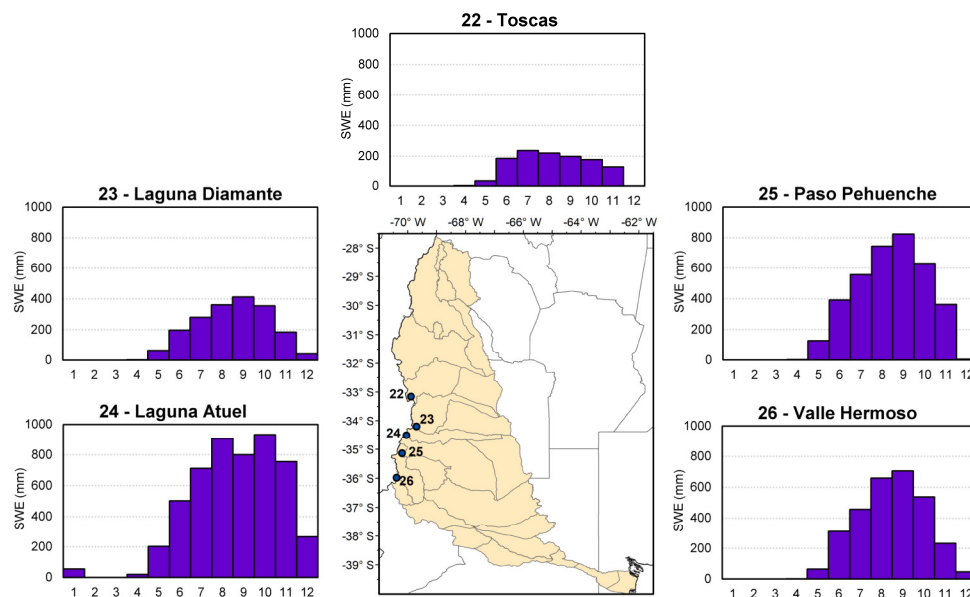 22 - Toscas
1000
800
600
400
200
0
SWE (mm)
1 2 3 4 5 6 7 8 9 10 11 12
23 - Laguna Diamante
1000
800
600
400
200
0
SWE (mm)
1 2 3 4 5 6 7 8 9 10 11 12
24 - Laguna Atuel
1000
800
600
400
200
0
SWE (mm)
1 2 3 4 5 6 7 8 9 10 11 12
-70° W -68° W -66° W -64° W -62° W
-28° S
-29° S
-30° S
-31° S
-32° S
-33° S
-34° S
-35° S
-36° S
-37° S
-38° S
-39° S
22
23
24
25
26
25 - Paso Pehuenche
1000
800
600
400
200
0
SWE (mm)
1 2 3 4 5 6 7 8 9 10 11 12
26 - Valle Hermoso
1000
800
600
400
200
0
SWE (mm)
1 2 3 4 5 6 7 8 9 10 11 12